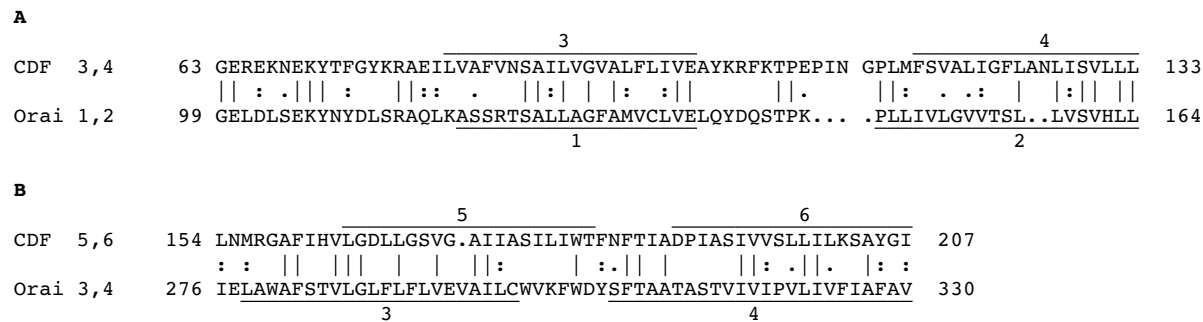 A
3 4
CDF 3,4 63 GEREKNEKYTFGYKRAEILVAFVNSAILVGVALFLIVEAYKRFKTPEPIN GPLMFSVALIGFLANLISVLLL 133
|| : .||| : ||:: . ||:| | |: :|| ||. ||: . .: | |:|| ||
Orai 1,2 99 GELDLSEKYNYDLSRAQLKASSRTSALLAGFAMVCLVELQYDQSTPK... .PLLIVLGVVTSL..LVSVHLL 164
1 2
B
5 6
CDF 5,6 154 LNMRGAFIHVLGDLLGSVG.AIIASILIWTFNFTIADPIASIVVSLLILKSAYGI 207
: : || ||| | | ||: | :.|| | ||: .||. |: :
Orai 3,4 276 IELAWAFSTVLGLFLFLVEVAILCWVKFWDYSFTAATASTVIVIPVLIVFIAFAV 330
3 4